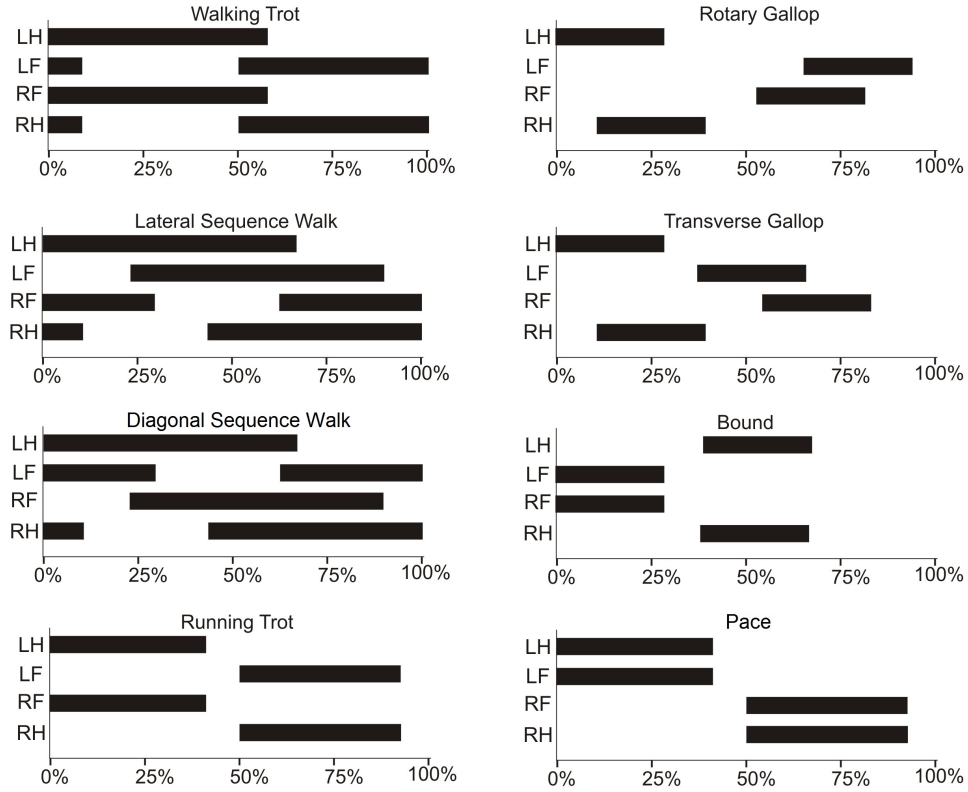 Walking Trot
LH
LF
RF
RH
0% 25% 50% 75% 100%
Rotary Gallop
LH
LF
RF
RH
0% 25% 50% 75% 100%
Lateral Sequence Walk
LH
LF
RF
RH
0% 25% 50% 75% 100%
Transverse Gallop
LH
LF
RF
RH
0% 25% 50% 75% 100%
Diagonal Sequence Walk
LH
LF
RF
RH
0% 25% 50% 75% 100%
Bound
LH
LF
RF
RH
0% 25% 50% 75% 100%
Running Trot
LH
LF
RF
RH
0% 25% 50% 75% 100%
Pace
LH
LF
RF
RH
0% 25% 50% 75% 100%